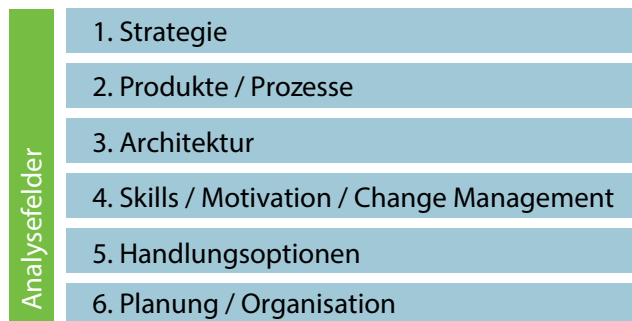 Analysefelder
1. Strategie
2. Produkte / Prozesse
3. Architektur
4. Skills / Motivation / Change Management
5. Handlungsoptionen
6. Planung / Organisation